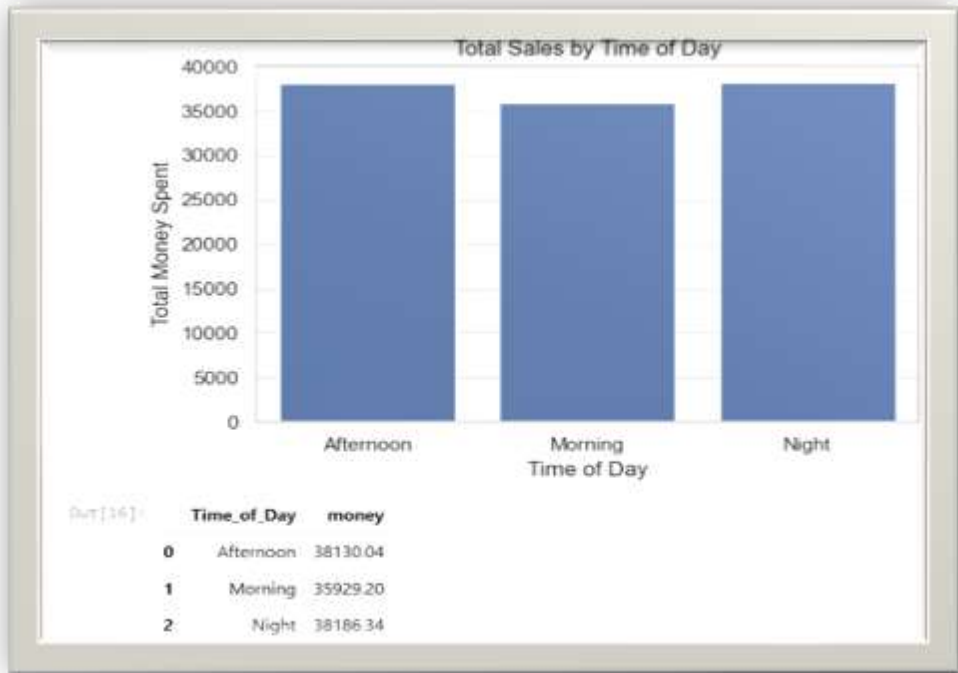 Total Sales by Time of Day
40000
35000
30000
25000
20000
15000
10000
5000
0
Total Money Spent
Afternoon Morning Night
Time of Day
Out[16]:
Time_of_Day money
0 Afternoon 38130.04
1 Morning 35929.20
2 Night 38186.34